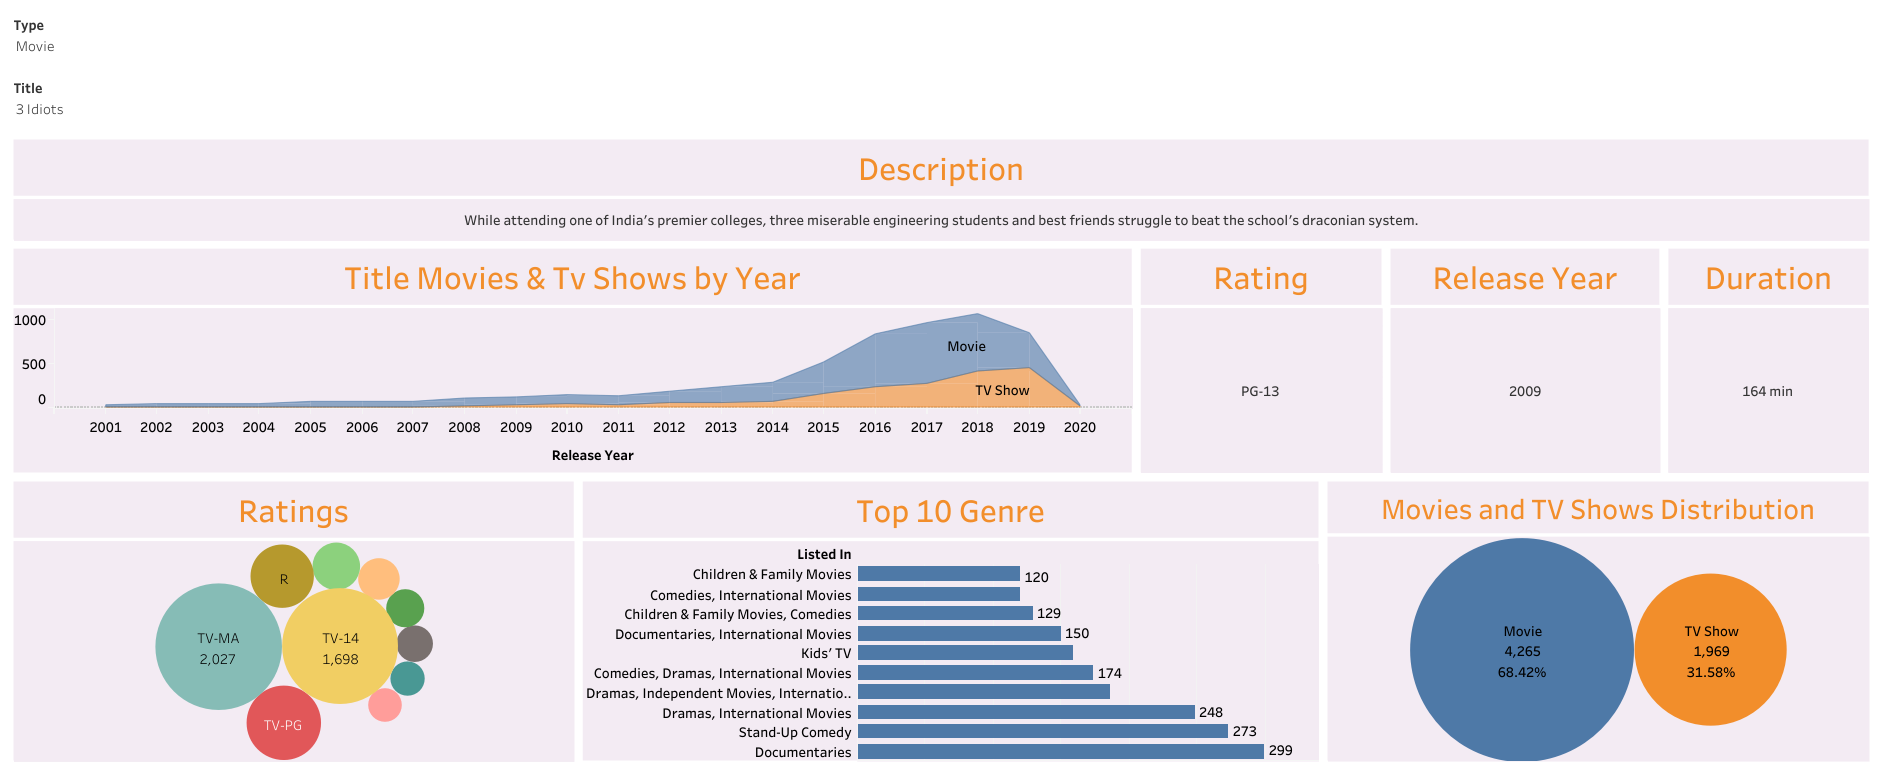 Type
Movie
Title
3 Idiots
Description
While attending one of India’s premier colleges, three miserable engineering students and best friends struggle to beat the school’s draconian system.
Title Movies & Tv Shows by Year
1000
500
0
Movie
TV Show
2001 2002 2003 2004 2005 2006 2007 2008 2009 2010 2011 2012 2013 2014 2015 2016 2017 2018 2019 2020
Release Year
Rating
PG-13
Release Year
2009
Duration
164 min
Ratings
R
TV-MA
2,027
TV-14
1,698
TV-PG
Top 10 Genre
Listed In
Children & Family Movies 120
Comedies, International Movies
Children & Family Movies, Comedies 129
Documentaries, International Movies 150
Kids’ TV
Comedies, Dramas, International Movies 174
Dramas, Independent Movies, Internatio..
Dramas, International Movies 248
Stand-Up Comedy 273
Documentaries 299
Movies and TV Shows Distribution
Movie
4,265
68.42%
TV Show
1,969
31.58%